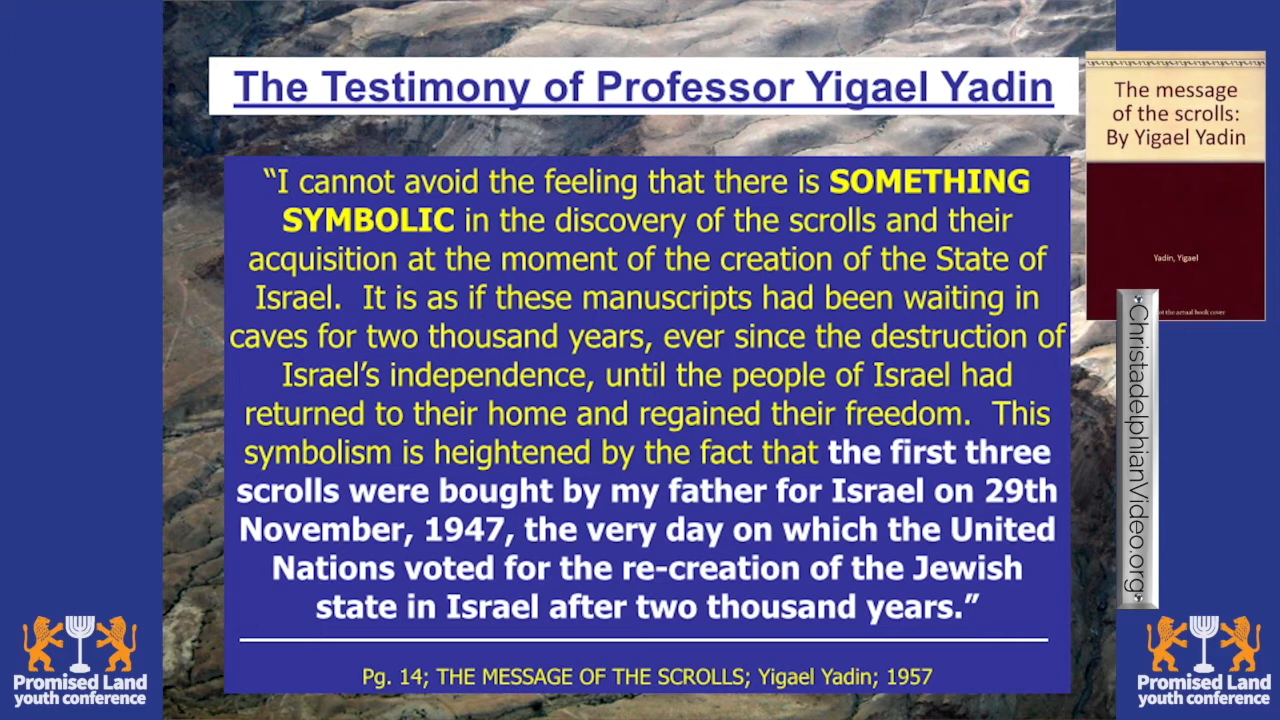 The Testimony of Professor Yigael Yadin
“I cannot avoid the feeling that there is SOMETHING
SYMBOLIC in the discovery of the scrolls and their
acquisition at the moment of the creation of the State of
Israel.  It is as if these manuscripts had been waiting in
caves for two thousand years, ever since the destruction of
Israel’s independence, until the people of Israel had
returned to their home and regained their freedom.  This
symbolism is heightened by the fact that the first three
scrolls were bought by my father for Israel on 29th
November, 1947, the very day on which the United
Nations voted for the re-creation of the Jewish
state in Israel after two thousand years.”
Pg. 14; THE MESSAGE OF THE SCROLLS; Yigael Yadin; 1957
The message
of the scrolls:
By Yigael Yadin
Yadin, Yigael
ot the actual book cover
ChristadelphianVideo.org
Promised Land
youth conference
Promised Land
youth conference